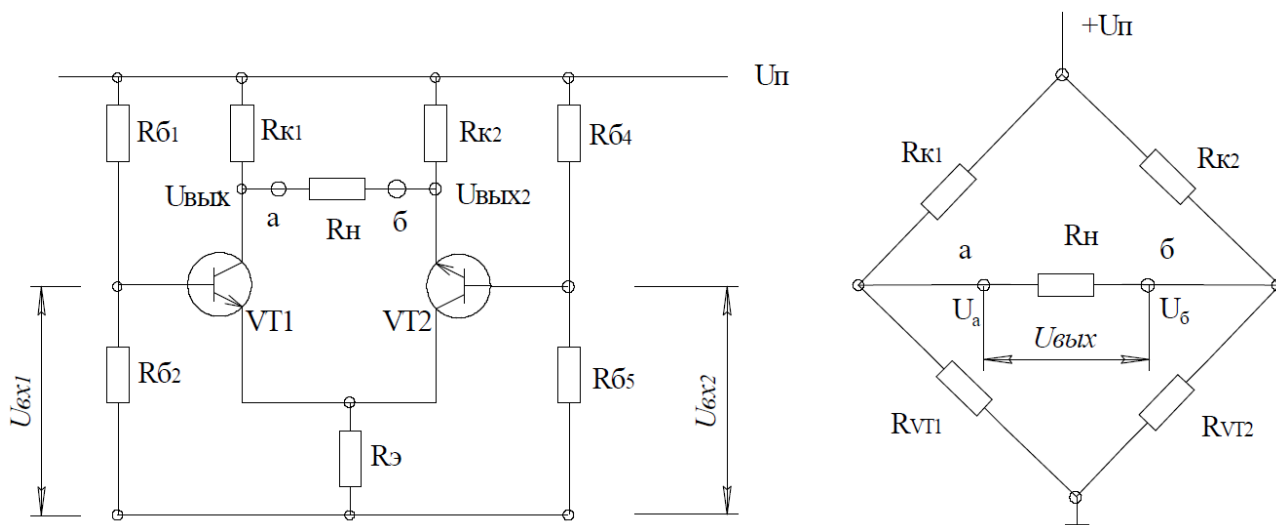 Uп
Rб1
Rк1
Rк2
Rб4
Uвых
а
Rн
б
Uвых2
VT1
VT2
Rб2
Rб5
Uвх1
Uвх2
Rэ
+Uп
Rк1
Rк2
а
Rн
б
Uа
Uб
Uвых
RVT1
RVT2